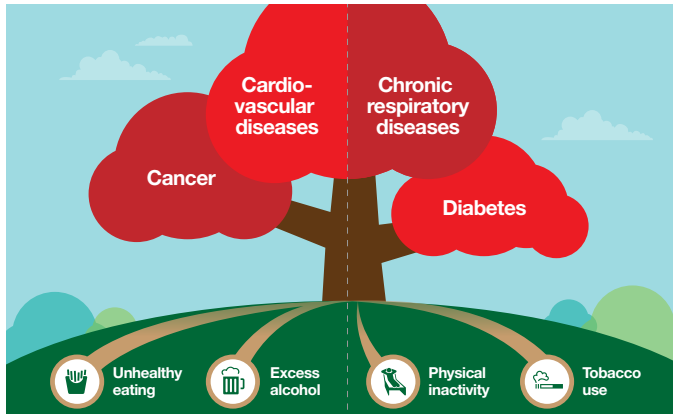 Cardio-
vascular
diseases
Chronic
respiratory
diseases
Cancer
Diabetes
Unhealthy
eating
Excess
alcohol
Physical
inactivity
Tobacco
use